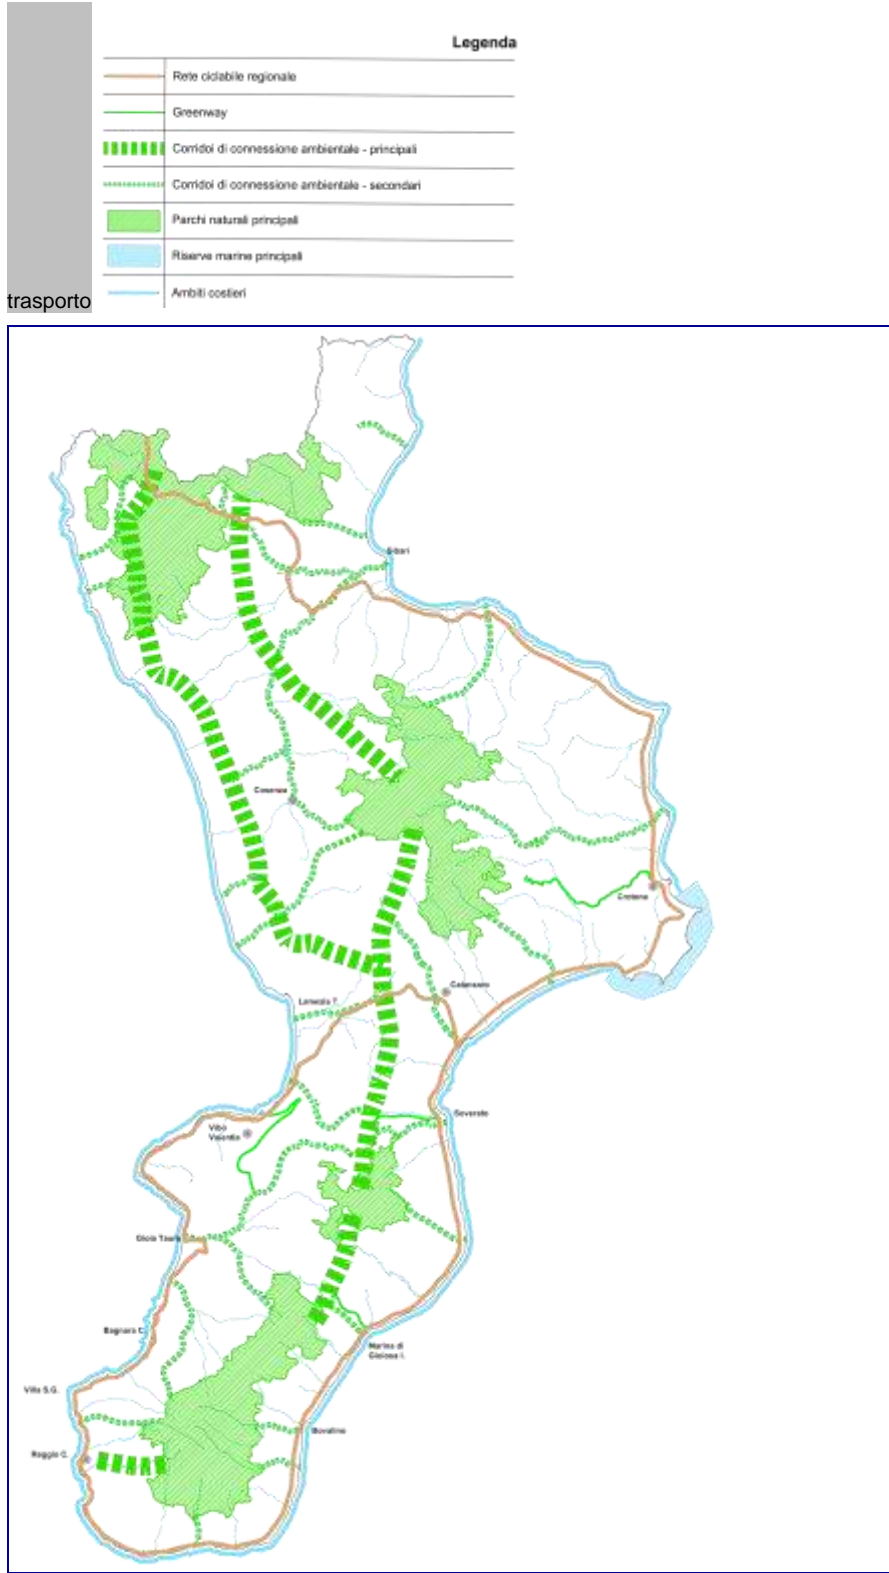 Legenda
Rete ciclabile regionale
Greenway
Corridoi di connessione ambientale - principali
Corridoi di connessione ambientale - secondari
Parchi naturali principali
Riserve marine principali
trasporto
Ambiti costieri
Sibari
Cosenza
Crotone
Catanzaro
Lamezia T.
Soverato
Vibo
Valentia
Gioia Tauro
Bagnara C.
Marina di
Gioiosa I.
Villa S.G.
Bovalino
Reggio C.